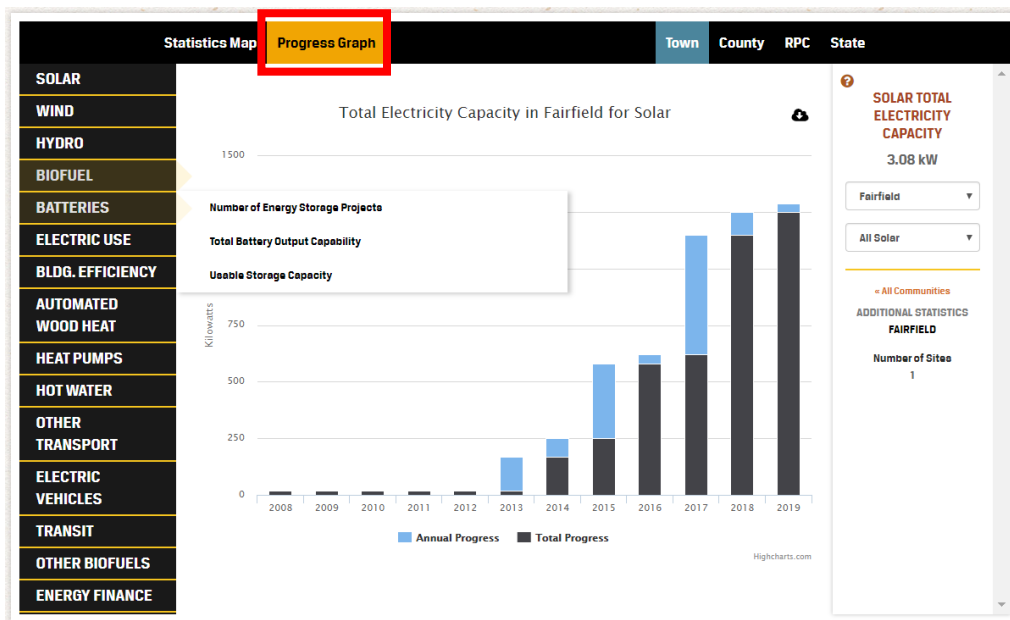 Statistics Map
Progress Graph
Town
County
RPC
State
SOLAR
WIND
HYDRO
BIOFUEL
BATTERIES
ELECTRIC USE
BLDG. EFFICIENCY
AUTOMATED
WOOD HEAT
HEAT PUMPS
HOT WATER
OTHER
TRANSPORT
ELECTRIC
VEHICLES
TRANSIT
OTHER BIOFUELS
ENERGY FINANCE
Total Electricity Capacity in Fairfield for Solar
1500
Number of Energy Storage Projects
Total Battery Output Capability
Usable Storage Capacity
Kilowatts
750
500
250
0
2008 2009 2010 2011 2012 2013 2014 2015 2016 2017 2018 2019
Annual Progress
Total Progress
Highcharts.com
?
SOLAR TOTAL
ELECTRICITY
CAPACITY
3.08 kW
Fairfield
All Solar
« All Communities
ADDITIONAL STATISTICS
FAIRFIELD
Number of Sites
1